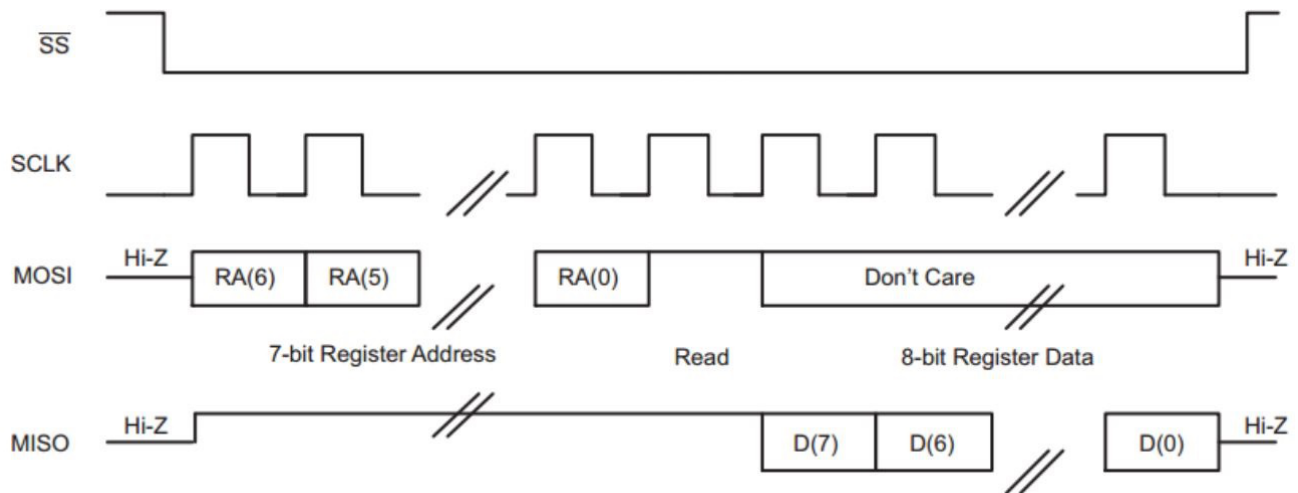 SS
SCLK
Hi-Z Hi-Z
MOSI RA(6) RA(5) RA(0) Don't Care
7-bit Register Address Read 8-bit Register Data
Hi-Z Hi-Z
MISO D(7) D(6) D(0)